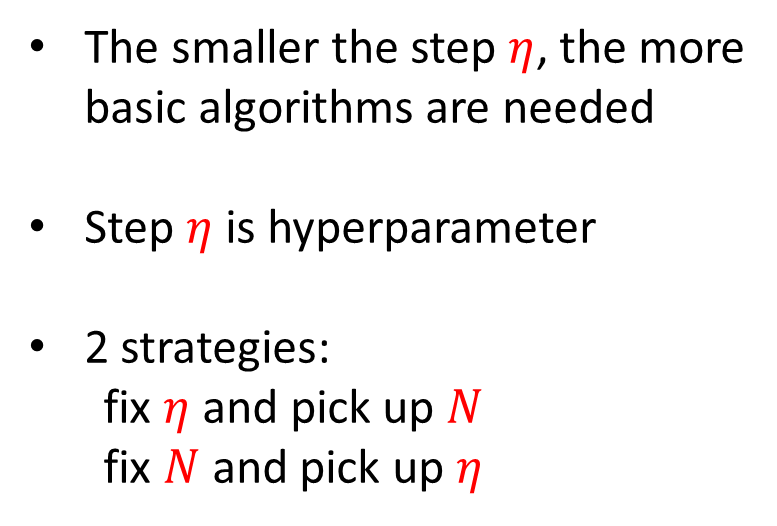 • The smaller the step η, the more
basic algorithms are needed
• Step η is hyperparameter
• 2 strategies:
fix η and pick up N
fix N and pick up η